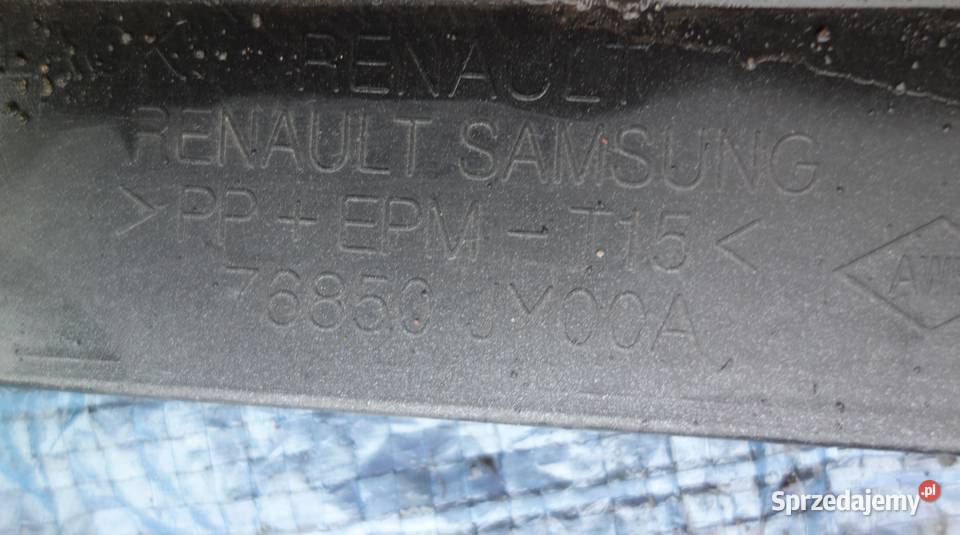 RENAULT
RENAULT SAMSUNG
>PP+EPM-T15<
76850 JY00A
Sprzedajemy.pl